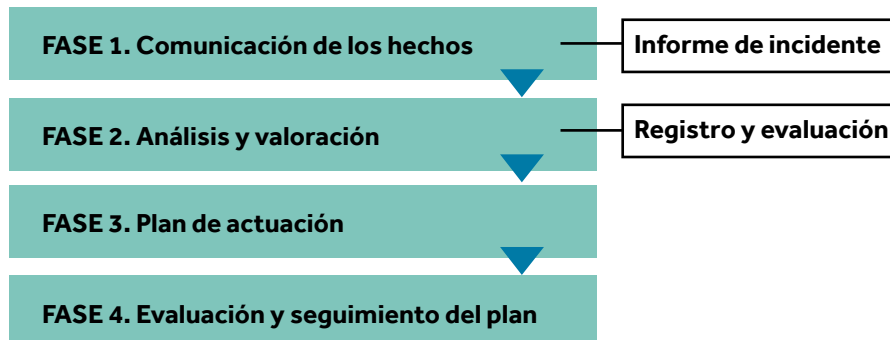 FASE 1. Comunicación de los hechos
Informe de incidente
FASE 2. Análisis y valoración
Registro y evaluación
FASE 3. Plan de actuación
FASE 4. Evaluación y seguimiento del plan